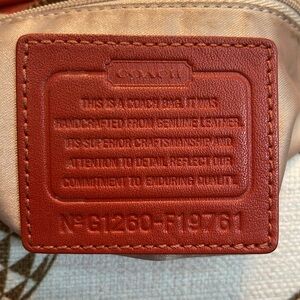 COACH
THIS IS A COACH BAG. IT WAS
HANDCRAFTED FROM GENUINE LEATHER.
ITS SUPERIOR CRAFTSMANSHIP AND
ATTENTION TO DETAIL REFLECT OUR
COMMITMENT TO ENDURING QUALITY.
Nº G1260-F19761